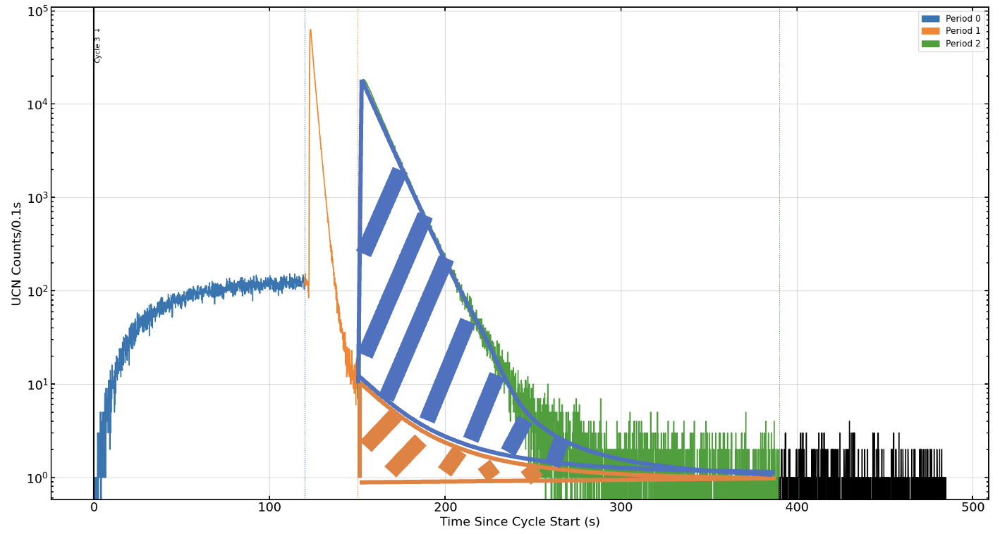 10⁵
10⁴
10³
10²
10¹
10⁰
UCN Counts/0.1s
Cycle 3 ↓
Period 0
Period 1
Period 2
0 100 200 300 400 500
Time Since Cycle Start (s)